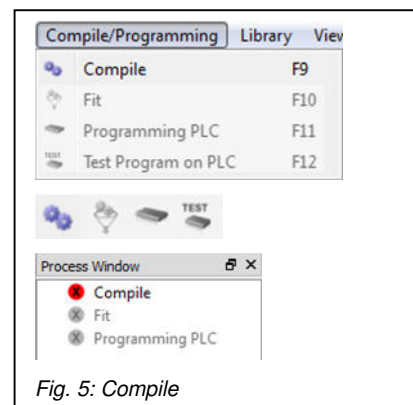 Compile/Programming Library View
Compile F9
Fit F10
Programming PLC F11
TEST Test Program on PLC F12
TEST
Process Window
Compile
Fit
Programming PLC
Fig. 5: Compile